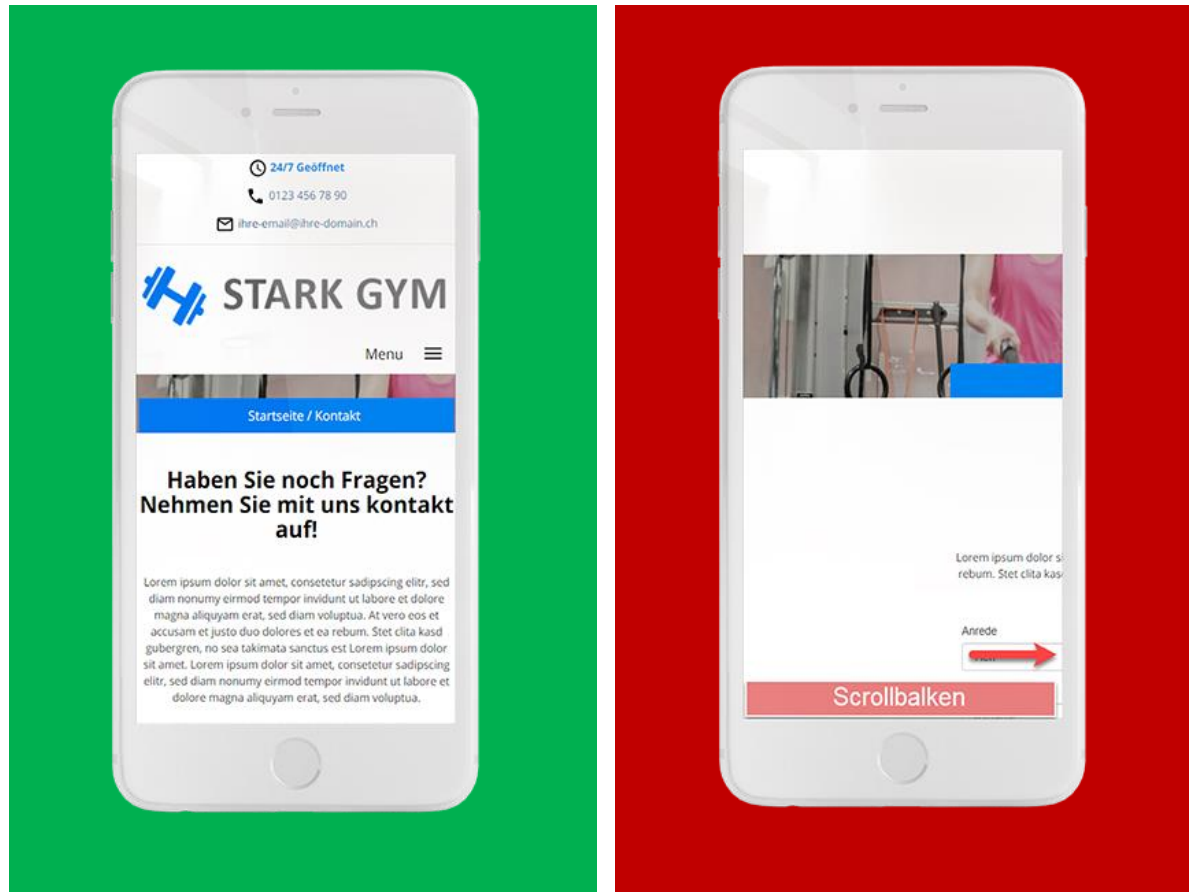 24/7 Geöffnet
0123 456 78 90
ihre-email@ihre-domain.ch
STARK GYM
Menu
Startseite / Kontakt
Haben Sie noch Fragen?
Nehmen Sie mit uns kontakt
auf!
Lorem ipsum dolor sit amet, consetetur sadipscing elitr, sed
diam nonumy eirmod tempor invidunt ut labore et dolore
magna aliquyam erat, sed diam voluptua. At vero eos et
accusam et justo duo dolores et ea rebum. Stet clita kasd
gubergren, no sea takimata sanctus est Lorem ipsum dolor
sit amet. Lorem ipsum dolor sit amet, consetetur sadipscing
elitr, sed diam nonumy eirmod tempor invidunt ut labore et
dolore magna aliquyam erat, sed diam voluptua.
Lorem ipsum dolor s
rebum. Stet clita kas
Anrede
Scrollbalken